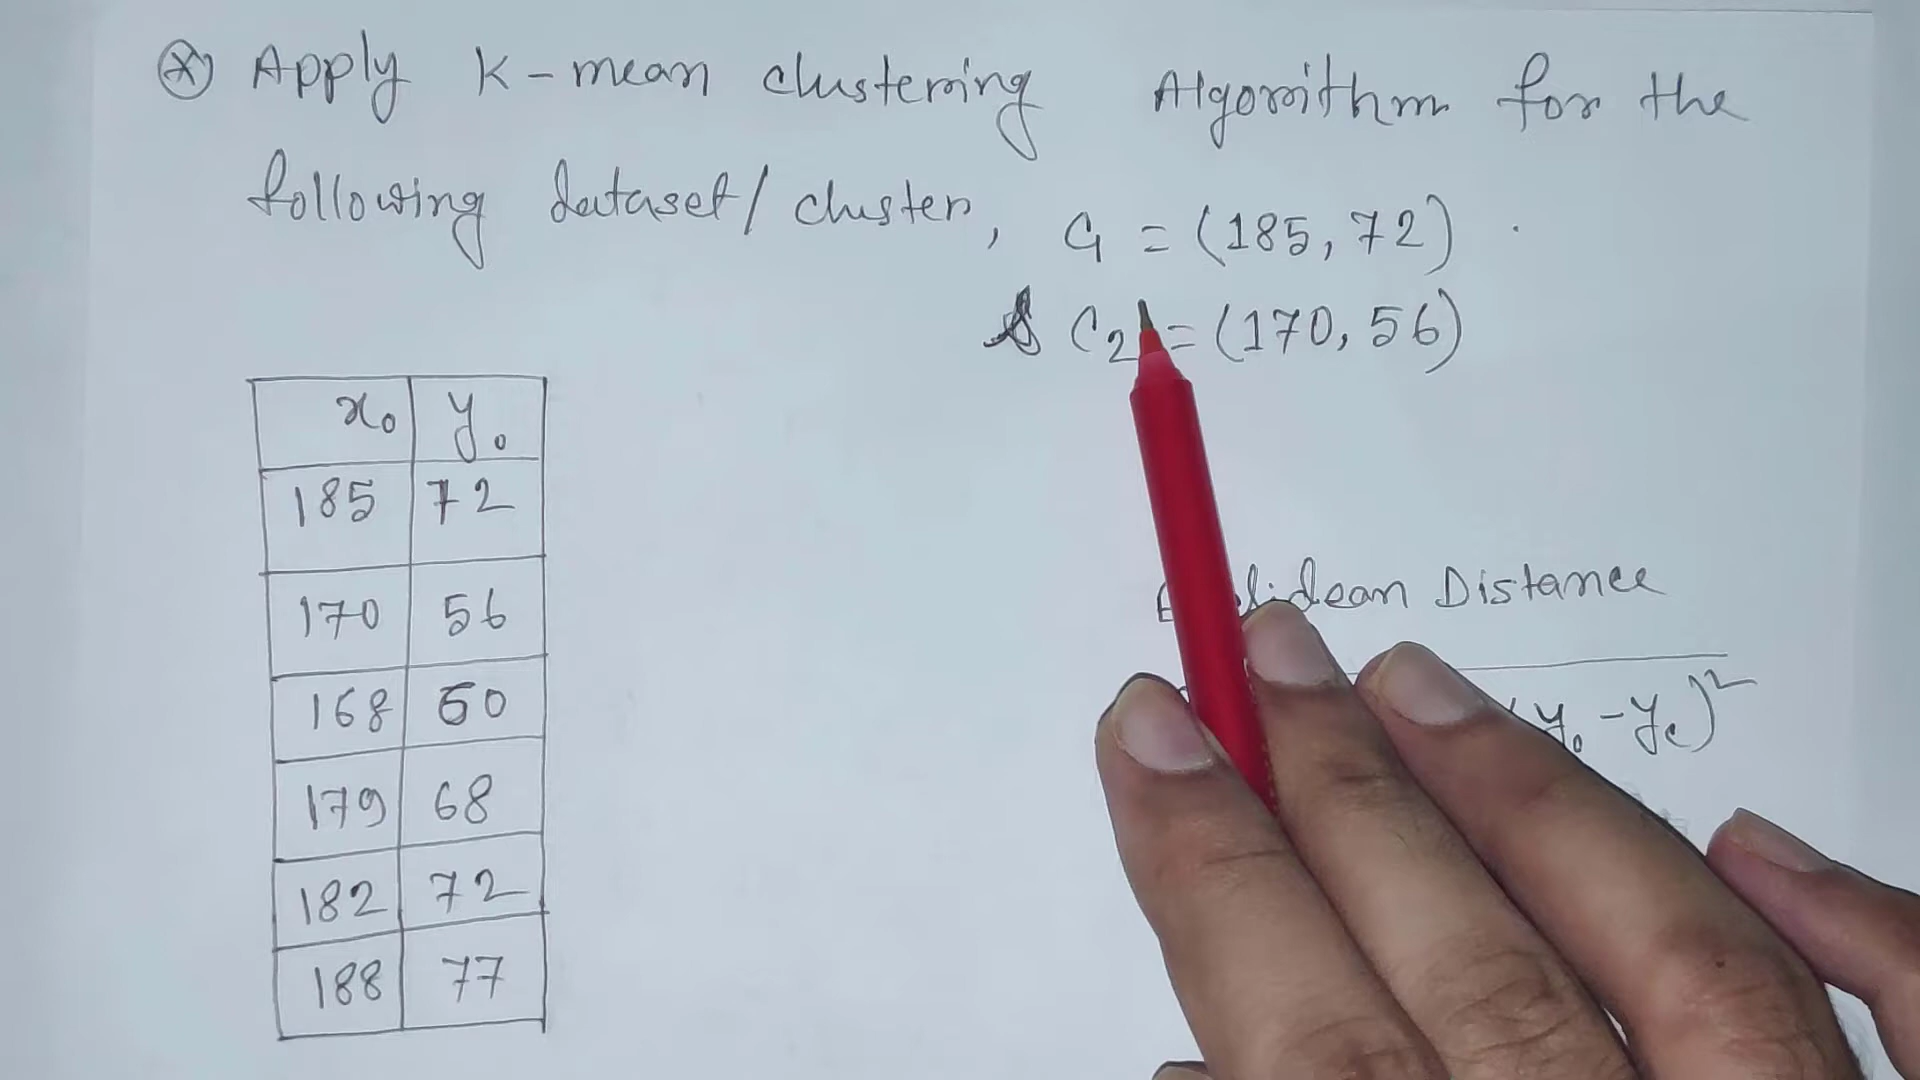 ⊗ Apply K-mean clustering Algorithm for the
following dataset/cluster, C1 = (185, 72)
& C2 = (170, 56)
x₀ y₀
185 72
170 56
168 60
179 68
182 72
188 77
Distance
y₀ - yc)²